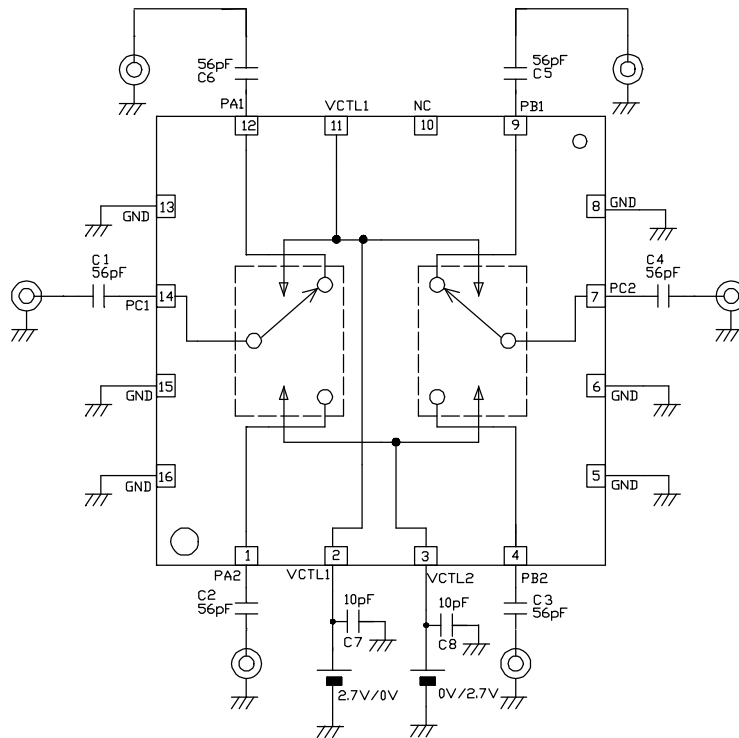 56pF
C6
56pF
C5
PA1
VCTL1
NC
PB1
12
11
10
9
13
GND
8
GND
C1
56pF
C4
56pF
14
PC1
7
PC2
15
GND
6
GND
16
GND
5
GND
1
2
3
4
PA2
VCTL1
VCTL2
PB2
C2
56pF
10pF
C7
10pF
C8
C3
56pF
2.7V/0V
0V/2.7V